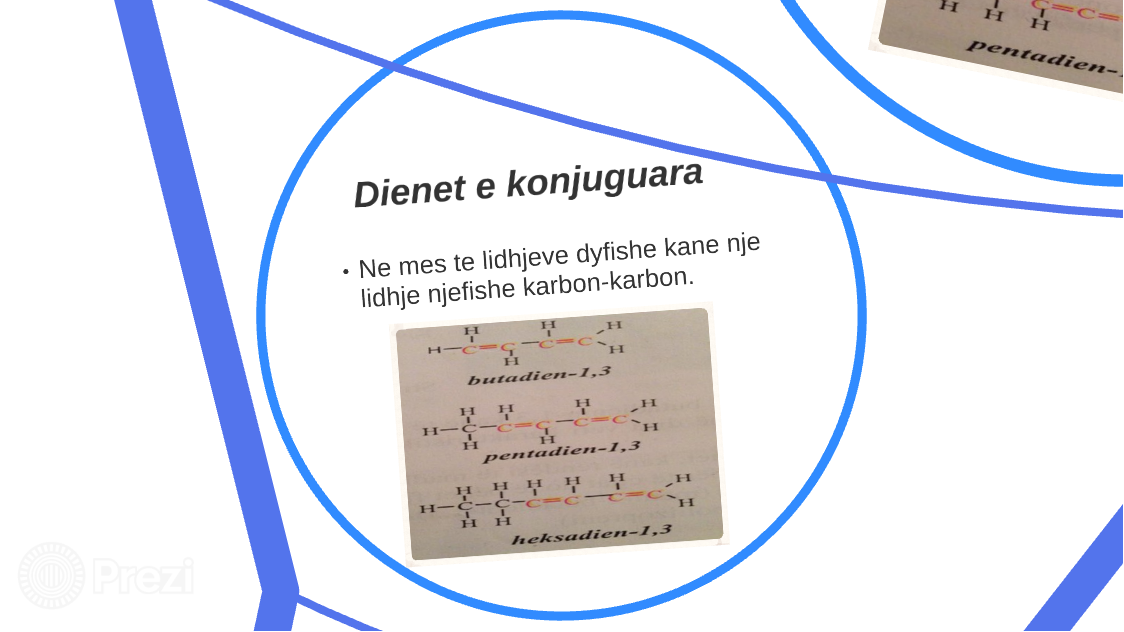 pentadien-
Dienet e konjuguara
• Ne mes te lidhjeve dyfishe kane nje
lidhje njefishe karbon-karbon.
H H H H
H—C=C—C=C
H H
butadien-1,3
H H H H
H—C—C=C—C=C
H H H
pentadien-1,3
H H H H H H
H—C—C—C=C—C=C
H H H
heksadien-1,3
Prezi